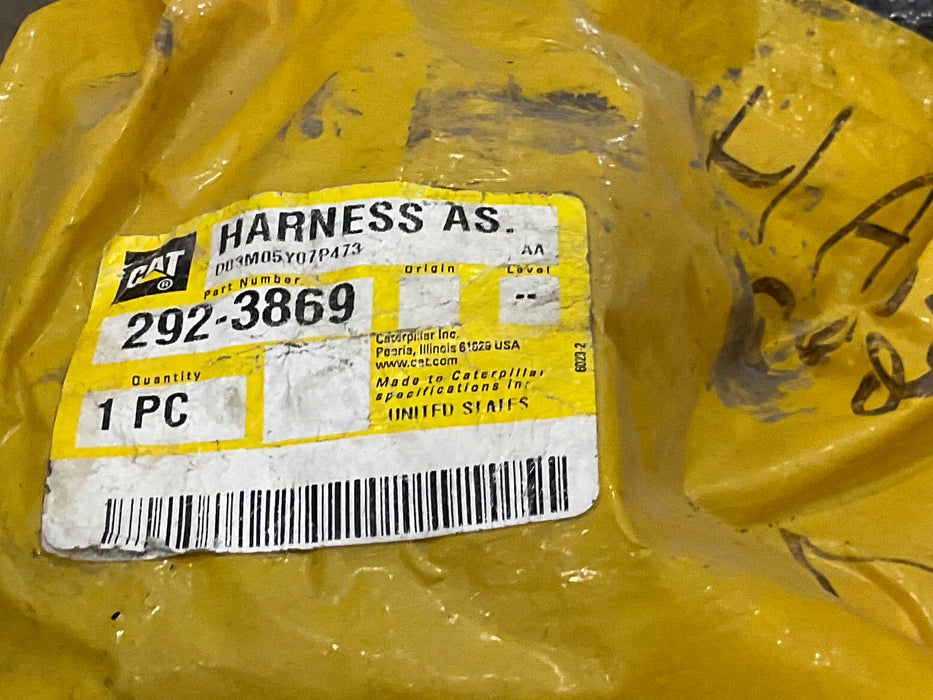 HARNESS AS.
D03M05Y07P473
AA
CAT
®
Part Number
Origin
Level
292-3869
--
Caterpillar Inc.
Peoria, Illinois 61629 USA
www.cat.com
Quantity
1 PC
Made to Caterpillar
specifications in:
UNITED STATES
6023-2